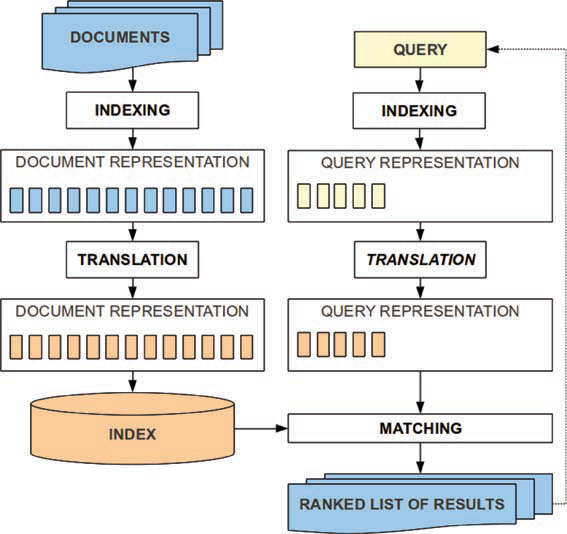 DOCUMENTS
INDEXING
DOCUMENT REPRESENTATION
TRANSLATION
DOCUMENT REPRESENTATION
INDEX
QUERY
INDEXING
QUERY REPRESENTATION
TRANSLATION
QUERY REPRESENTATION
MATCHING
RANKED LIST OF RESULTS